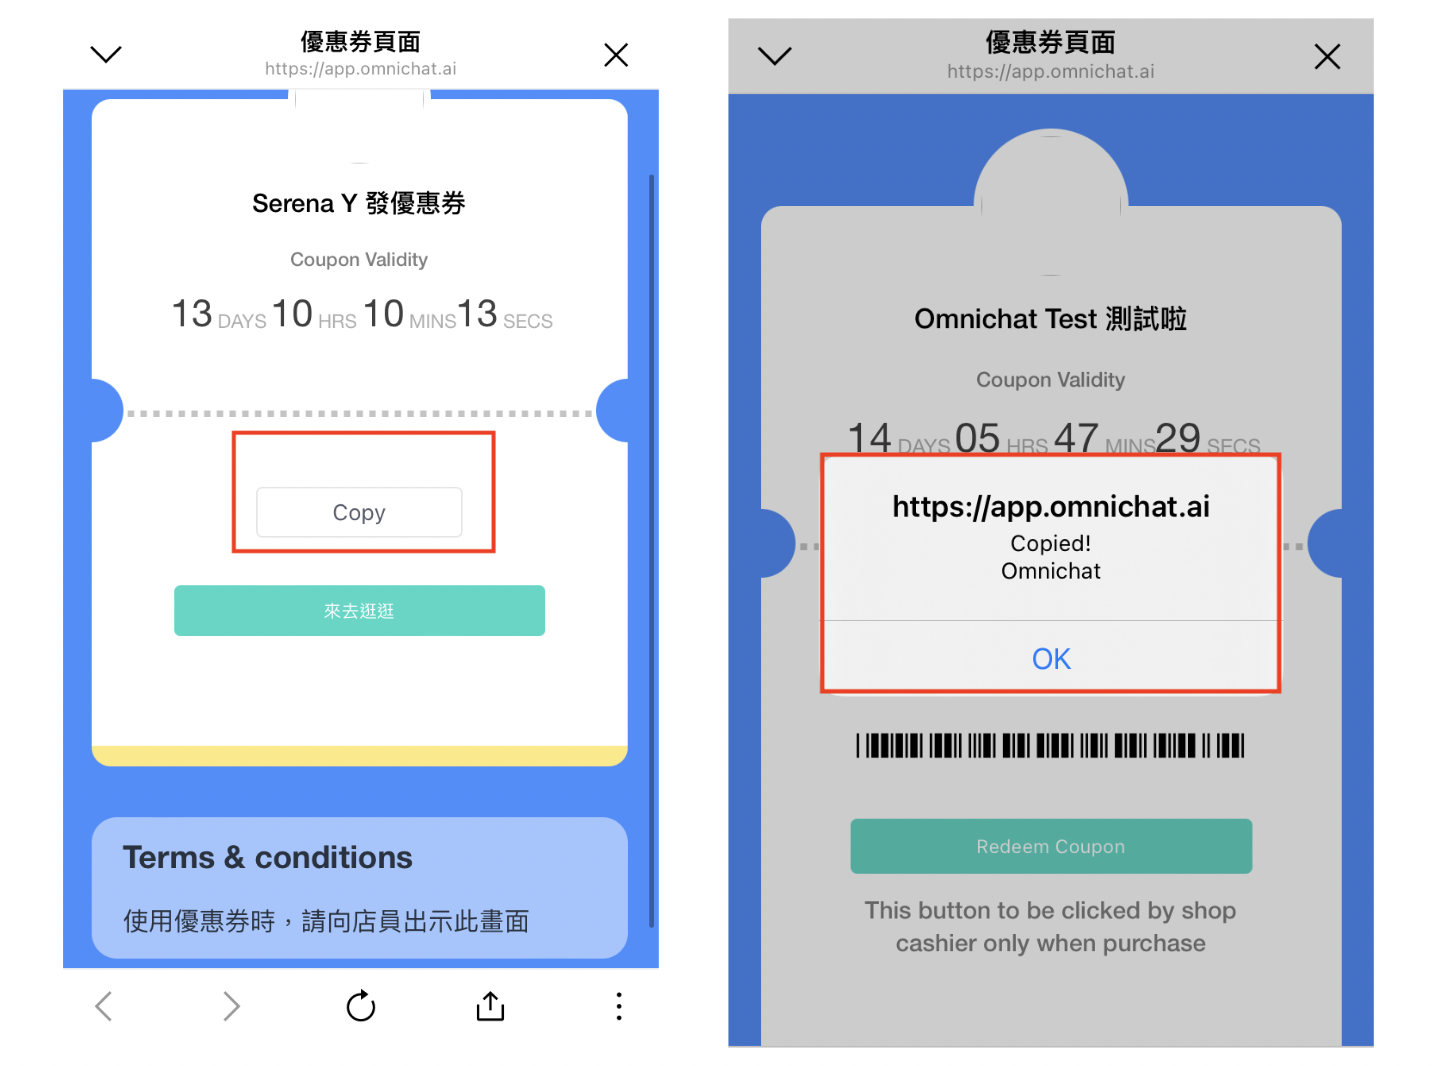 優惠券頁面
https://app.omnichat.ai
Serena Y 發優惠券
Coupon Validity
13 DAYS 10 HRS 10 MINS 13 SECS
Copy
來去逛逛
Terms & conditions
使用優惠券時，請向店員出示此畫面
優惠券頁面
https://app.omnichat.ai
Omnichat Test 測試啦
Coupon Validity
14 DAYS 05 HRS 47 MINS 29 SECS
https://app.omnichat.ai
Copied!
Omnichat
OK
Redeem Coupon
This button to be clicked by shop
cashier only when purchase